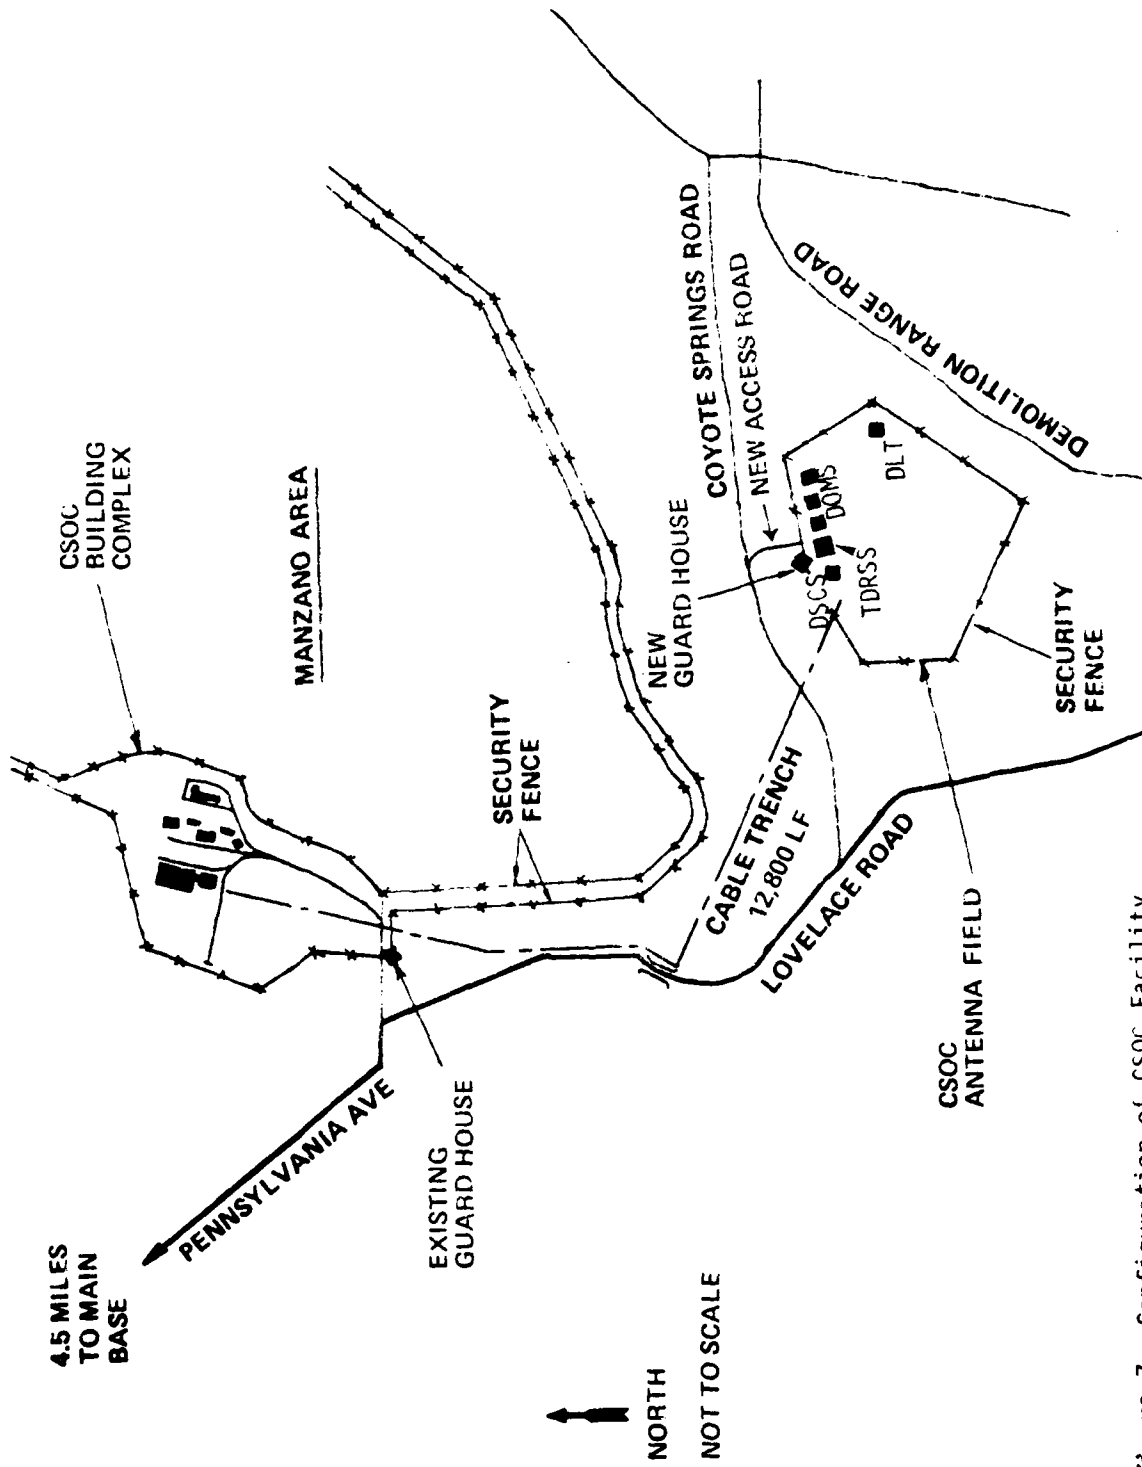 CSOC
BUILDING
COMPLEX
MANZANO AREA
COYOTE SPRINGS ROAD
NEW ACCESS ROAD
DEMOLITION RANGE ROAD
NEW
GUARD HOUSE
DOMS
DLT
DSCS
TDRSS
SECURITY
FENCE
SECURITY
FENCE
CABLE TRENCH
12,800 LF
LOVELACE ROAD
CSOC
ANTENNA FIELD
4.5 MILES
TO MAIN
BASE
PENNSYLVANIA AVE
EXISTING
GUARD HOUSE
NORTH
NOT TO SCALE
7. Configuration of CSOC Facility